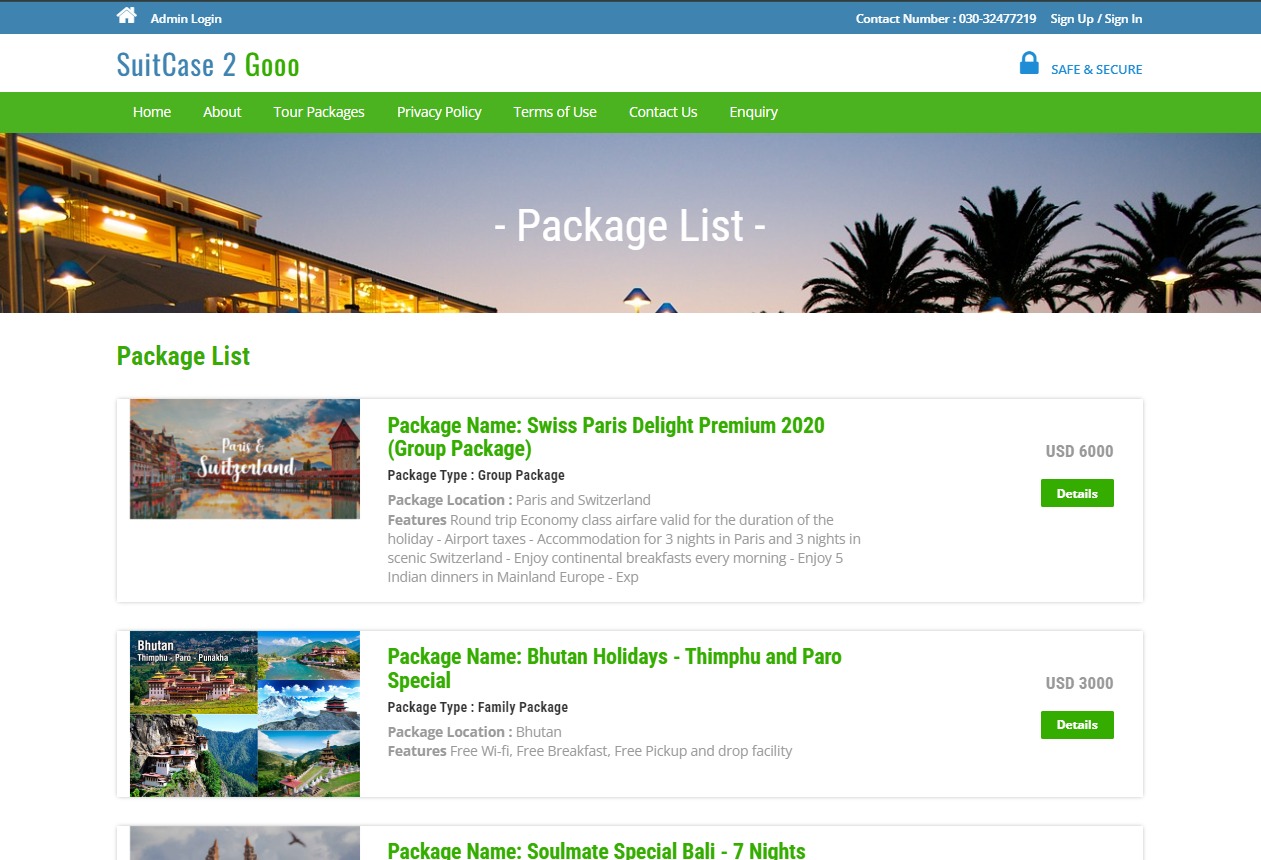 Admin Login
Contact Number : 030-32477219 Sign Up / Sign In
SuitCase 2 Gooo
SAFE & SECURE
Home About Tour Packages Privacy Policy Terms of Use Contact Us Enquiry
- Package List -
Package List
Paris &
Switzerland
Package Name: Swiss Paris Delight Premium 2020
(Group Package)
Package Type : Group Package
Package Location : Paris and Switzerland
Features Round trip Economy class airfare valid for the duration of the
holiday - Airport taxes - Accommodation for 3 nights in Paris and 3 nights in
scenic Switzerland - Enjoy continental breakfasts every morning - Enjoy 5
Indian dinners in Mainland Europe - Exp
USD 6000
Details
Bhutan
Thimphu - Paro - Punakha
Package Name: Bhutan Holidays - Thimphu and Paro
Special
Package Type : Family Package
Package Location : Bhutan
Features Free Wi-fi, Free Breakfast, Free Pickup and drop facility
USD 3000
Details
Package Name: Soulmate Special Bali - 7 Nights